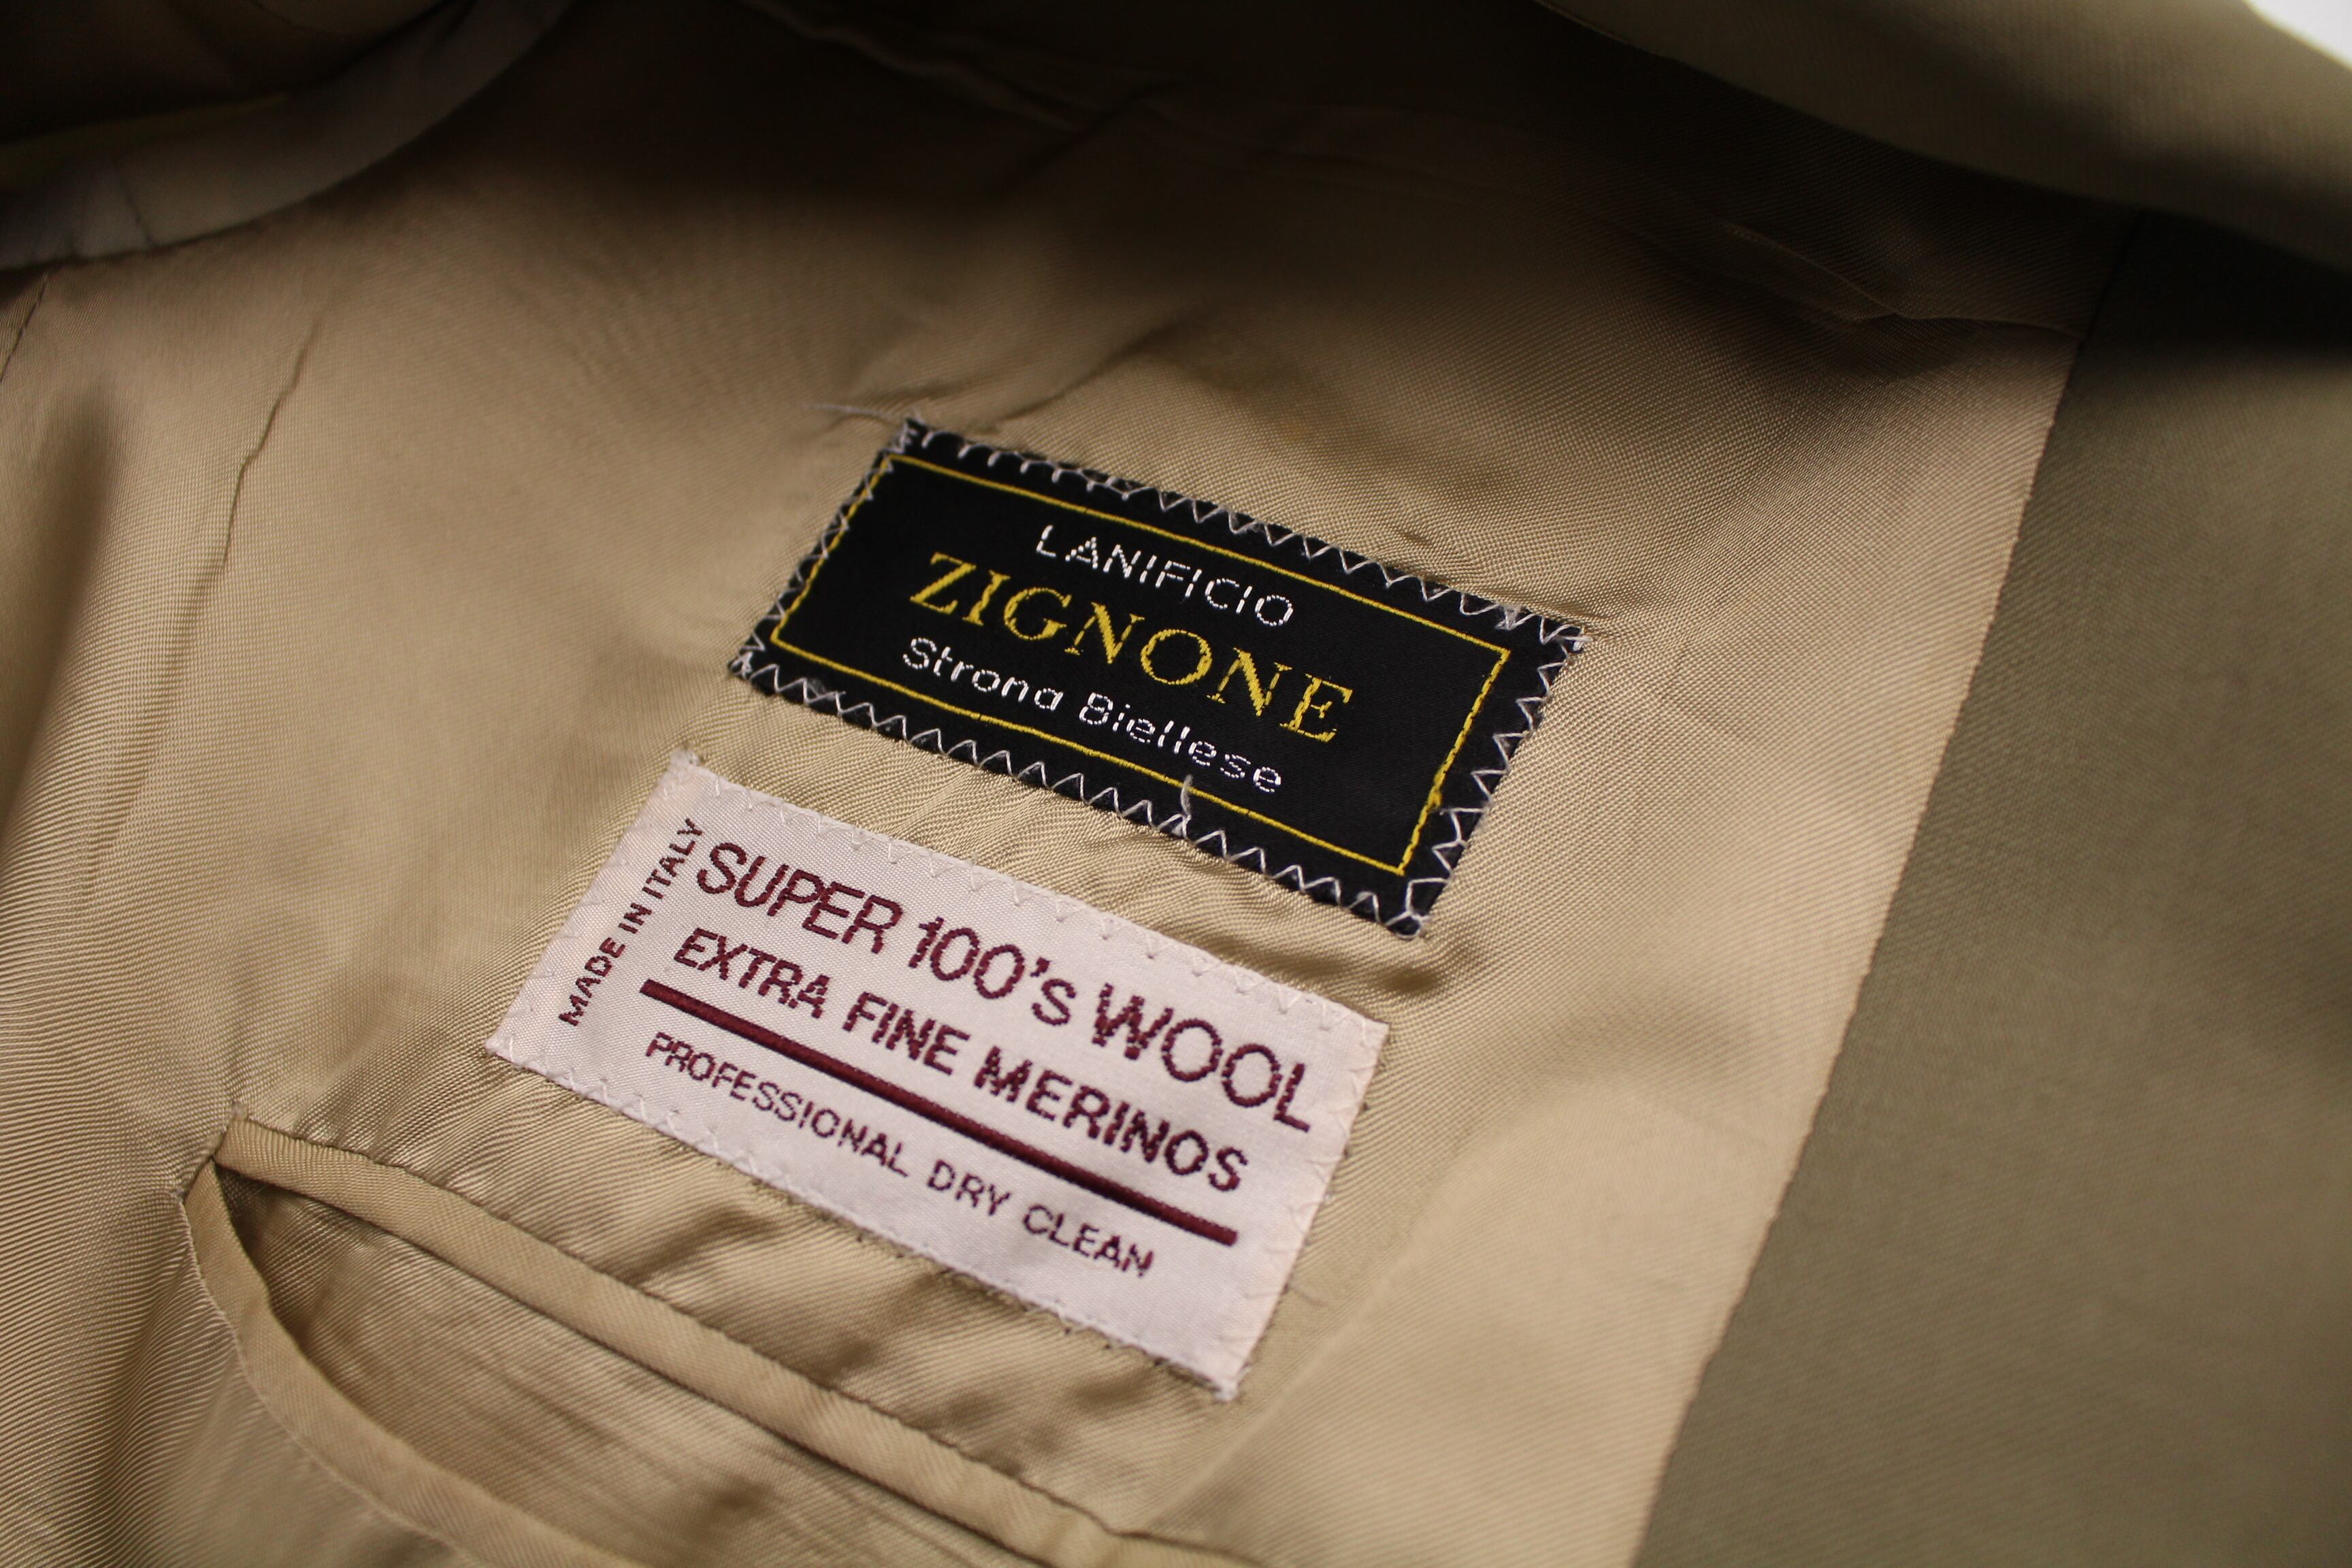 LANIFICIO
ZIGNONE
Strona Biellese
MADE IN ITALY
SUPER 100's WOOL
EXTRA FINE MERINOS
PROFESSIONAL DRY CLEAN